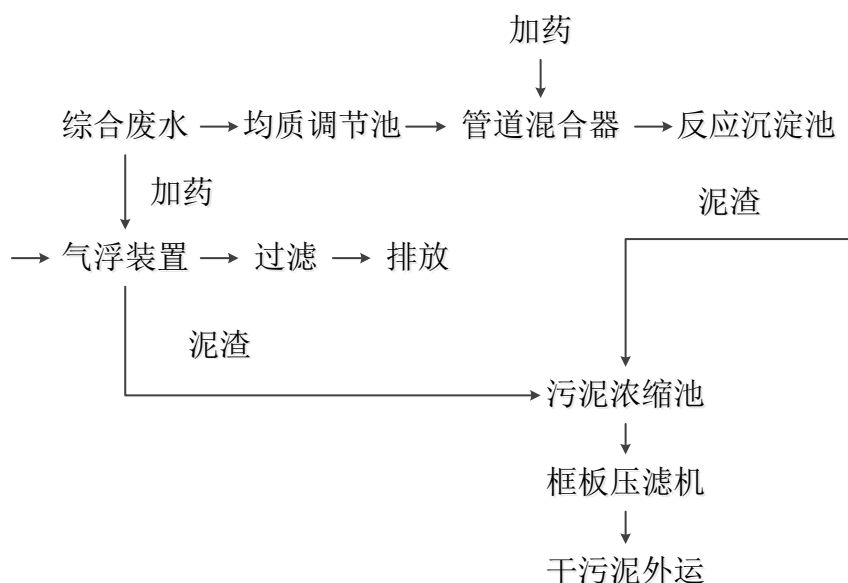 加药
综合废水 均质调节池 管道混合器 反应沉淀池
加药
泥渣
气浮装置 过滤 排放
泥渣
污泥浓缩池
框板压滤机
干污泥外运